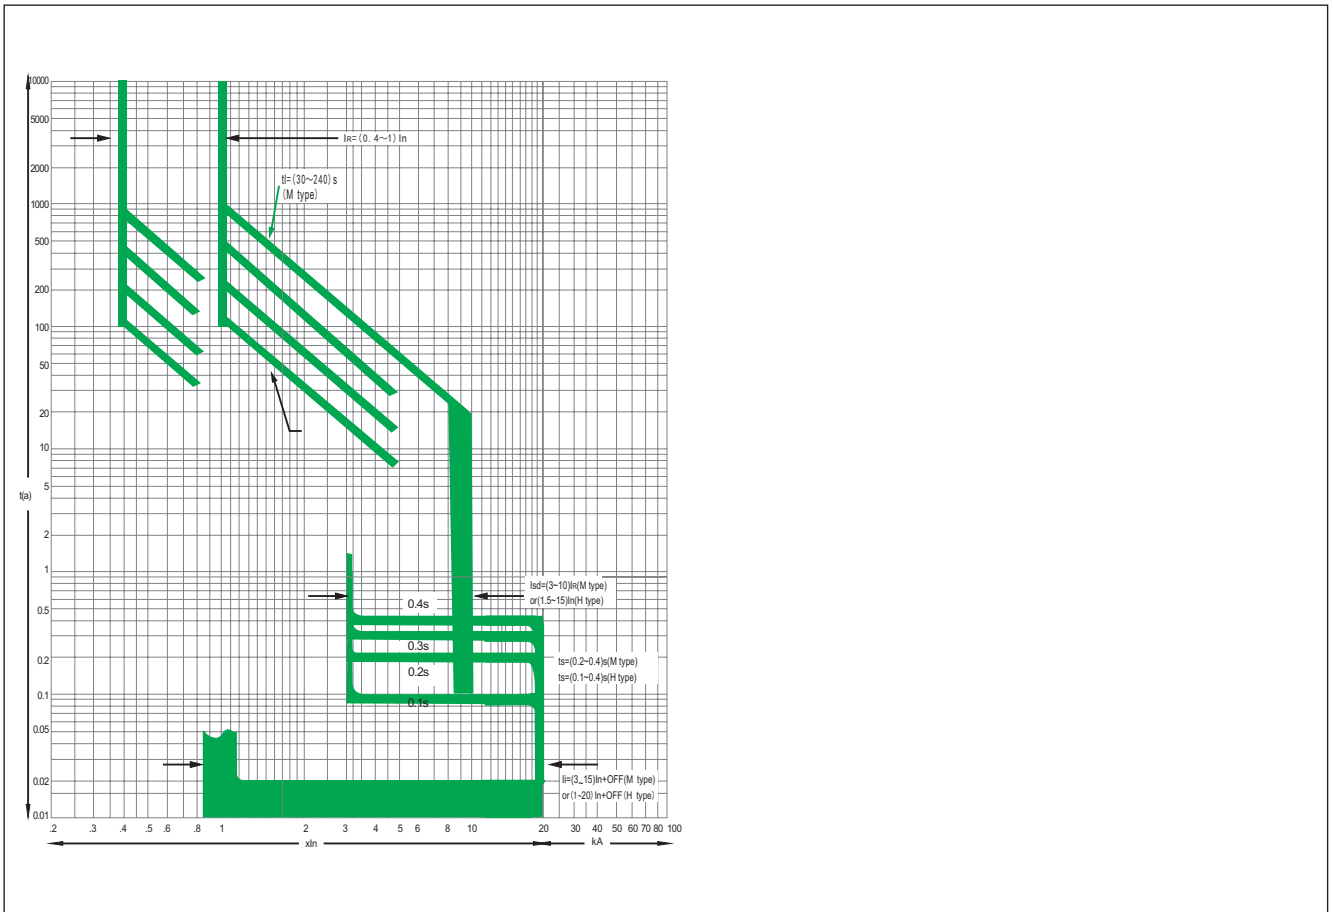 10000
5000
IR=(0.4~1)In
tl=(30~240)s
(M type)
2000
1000
500
200
100
50
20
10
5
t(a)
2
1
Isd=(3~10)IR(M type)
or(1.5~15)In(H type)
0.4s
0.5
0.3s
0.2
ts=(0.2~0.4)s(M type)
0.2s
ts=(0.1~0.4)s(H type)
0.1
0.1s
0.05
0.02
Ii=(3~15)In+OFF(M type)
or(1~20)In+OFF(H type)
0.01
.2 .3 .4 .5 .6 .8 1 2 3 4 5 6 8 10 20 30 40 50 60 70 80 100
xIn kA